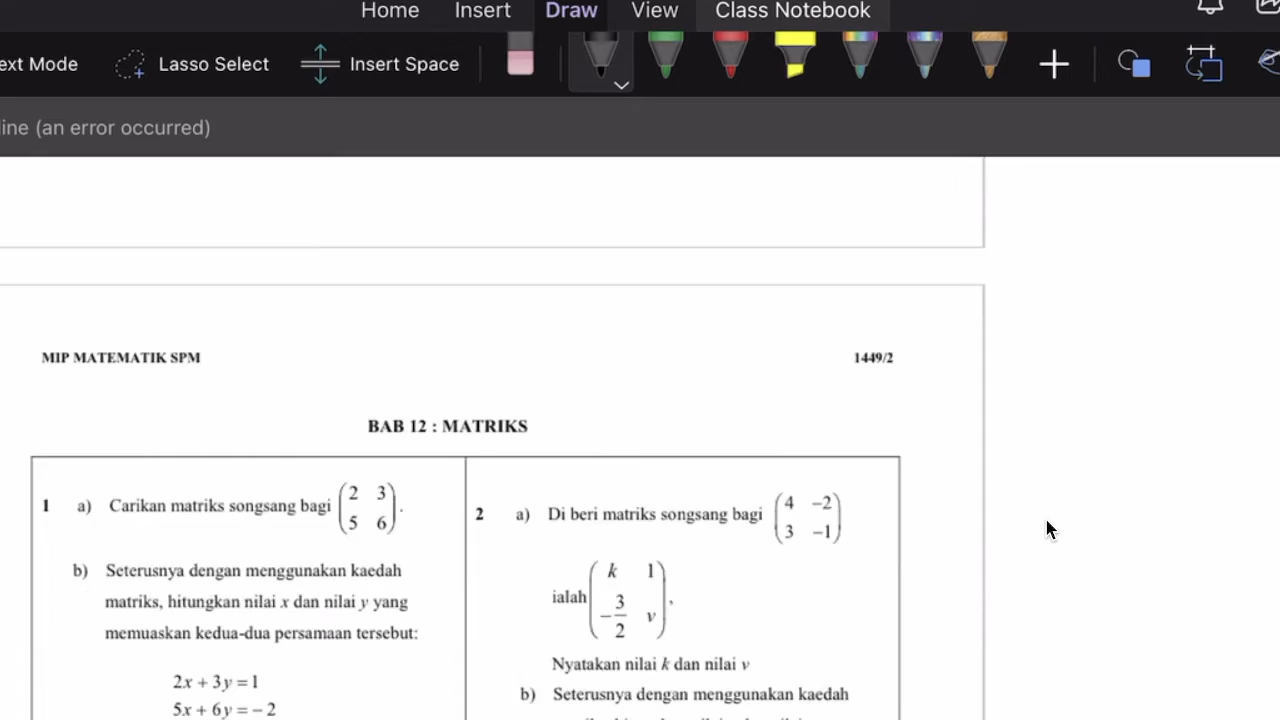 Home Insert Draw View Class Notebook
ext Mode Lasso Select Insert Space
line (an error occurred)
MIP MATEMATIK SPM 1449/2
BAB 12 : MATRIKS
1 a) Carikan matriks songsang bagi (2 3
5 6).
b) Seterusnya dengan menggunakan kaedah
matriks, hitungkan nilai x dan nilai y yang
memuaskan kedua-dua persamaan tersebut:
2x + 3y = 1
5x + 6y = – 2
2 a) Di beri matriks songsang bagi (4 –2
3 –1)
ialah (k 1
–3/2 v),
Nyatakan nilai k dan nilai v
b) Seterusnya dengan menggunakan kaedah